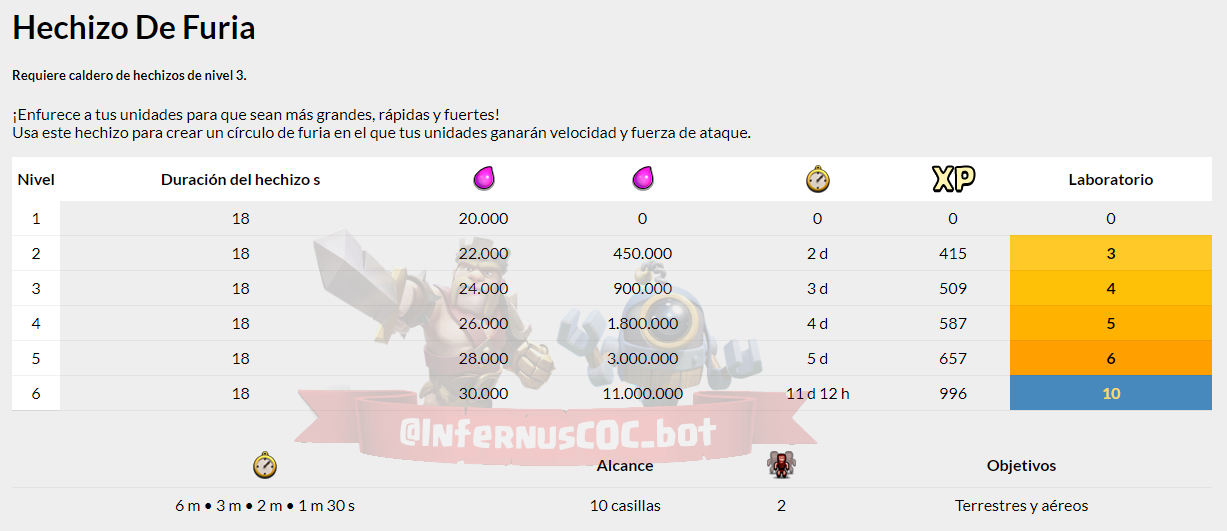 Hechizo De Furia
Requiere caldero de hechizos de nivel 3.
¡Enfurece a tus unidades para que sean más grandes, rápidas y fuertes!
Usa este hechizo para crear un círculo de furia en el que tus unidades ganarán velocidad y fuerza de ataque.
Nivel Duración del hechizo s XP Laboratorio
1 18 20.000 0 0 0 0
2 18 22.000 450.000 2 d 415 3
3 18 24.000 900.000 3 d 509 4
4 18 26.000 1.800.000 4 d 587 5
5 18 28.000 3.000.000 5 d 657 6
6 18 30.000 11.000.000 11 d 12 h 996 10
@InfernusCOC_bot
Alcance Objetivos
6 m • 3 m • 2 m • 1 m 30 s 10 casillas 2 Terrestres y aéreos